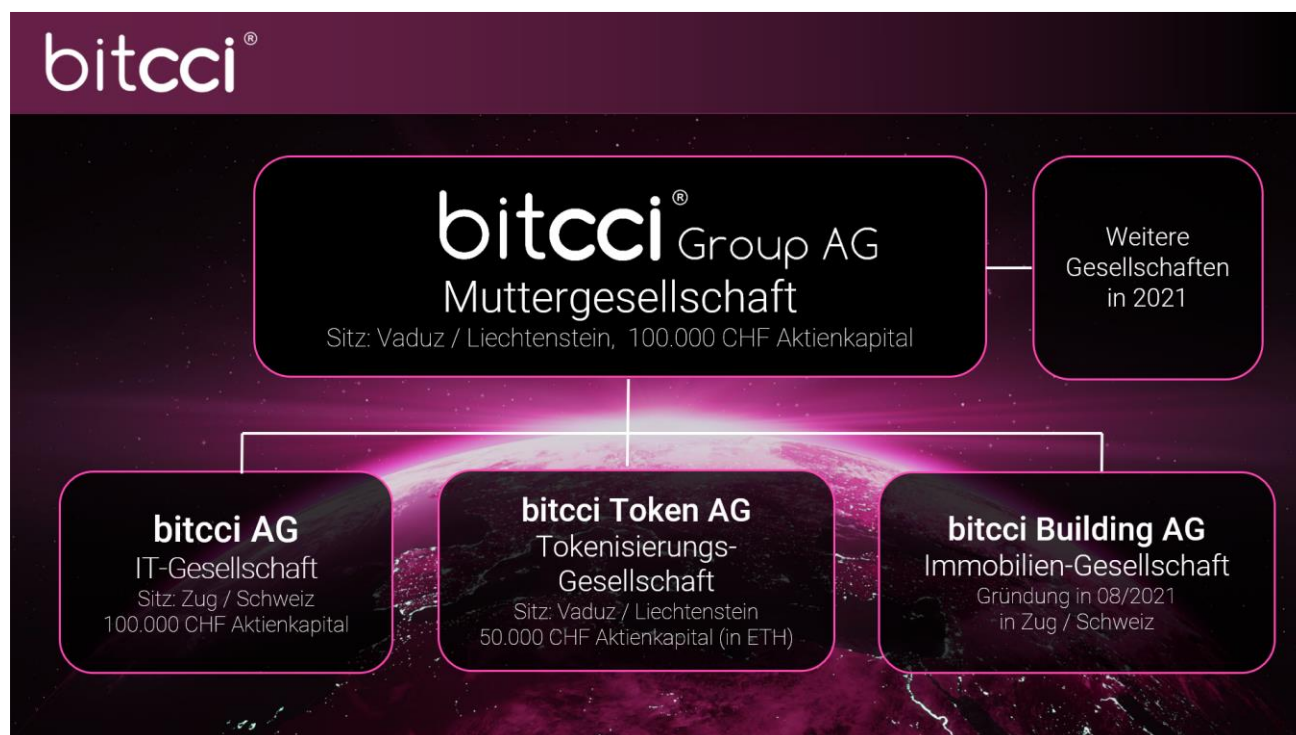 bitcci®
bitcci® Group AG
Muttergesellschaft
Sitz: Vaduz / Liechtenstein, 100.000 CHF Aktienkapital
Weitere
Gesellschaften
in 2021
bitcci AG
IT-Gesellschaft
Sitz: Zug / Schweiz
100.000 CHF Aktienkapital
bitcci Token AG
Tokenisierungs-
Gesellschaft
Sitz: Vaduz / Liechtenstein
50.000 CHF Aktienkapital (in ETH)
bitcci Building AG
Immobilien-Gesellschaft
Gründung in 08/2021
in Zug / Schweiz